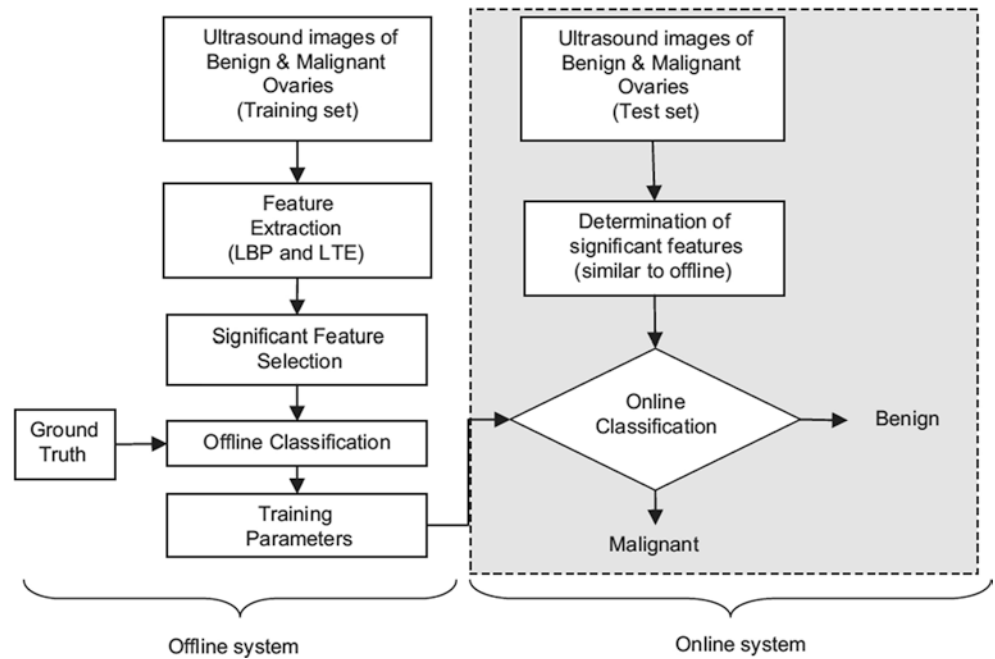 Ultrasound images of
Benign & Malignant
Ovaries
(Training set)
Feature
Extraction
(LBP and LTE)
Significant Feature
Selection
Ground
Truth
Offline Classification
Training
Parameters
Offline system
Ultrasound images of
Benign & Malignant
Ovaries
(Test set)
Determination of
significant features
(similar to offline)
Online
Classification
Benign
Malignant
Online system